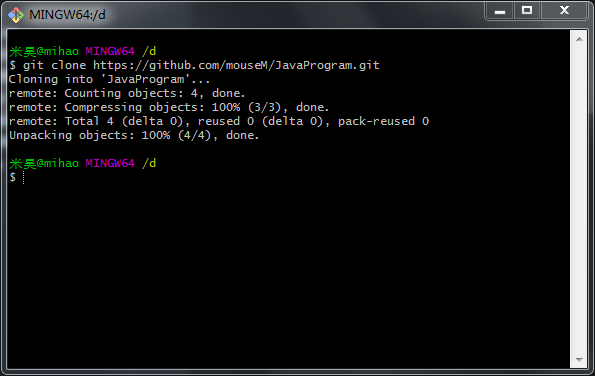 MINGW64:/d
米昊@mihao MINGW64 /d
$ git clone https://github.com/mouseM/JavaProgram.git
Cloning into 'JavaProgram'...
remote: Counting objects: 4, done.
remote: Compressing objects: 100% (3/3), done.
remote: Total 4 (delta 0), reused 0 (delta 0), pack-reused 0
Unpacking objects: 100% (4/4), done.
米昊@mihao MINGW64 /d
$